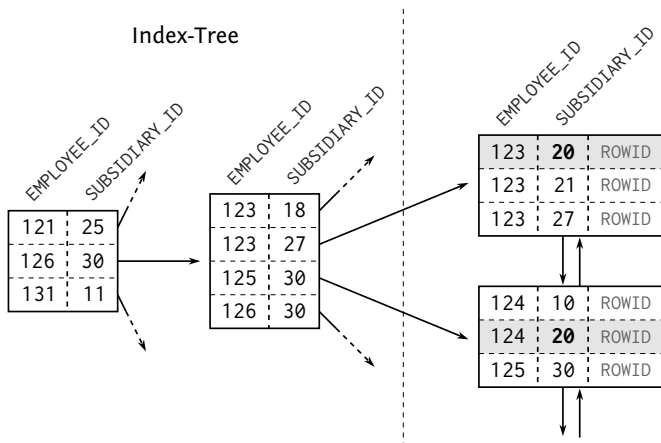 Index-Tree
EMPLOYEE_ID SUBSIDIARY_ID
121 25
126 30
131 11
EMPLOYEE_ID SUBSIDIARY_ID
123 18
123 27
125 30
126 30
EMPLOYEE_ID SUBSIDIARY_ID
123 20 ROWID
123 21 ROWID
123 27 ROWID
124 10 ROWID
124 20 ROWID
125 30 ROWID